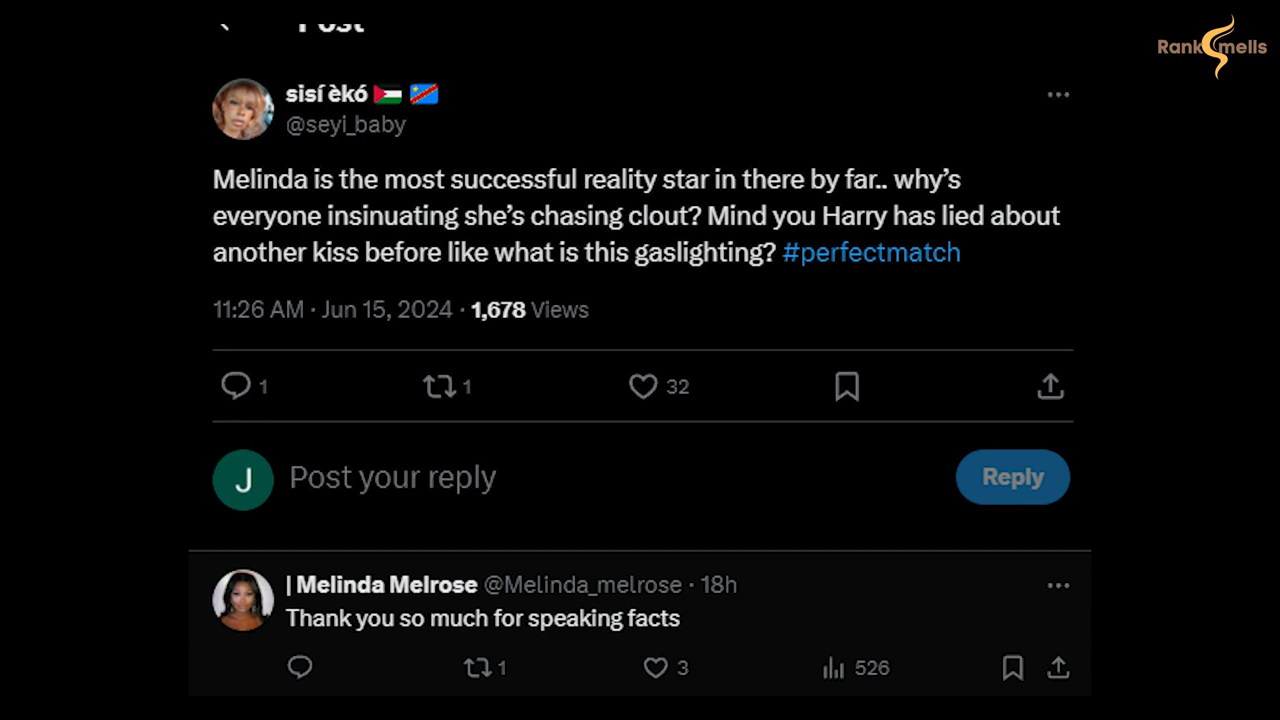 Post
Rank mells
sisí èkó
@seyi_baby
Melinda is the most successful reality star in there by far.. why's
everyone insinuating she's chasing clout? Mind you Harry has lied about
another kiss before like what is this gaslighting? #perfectmatch
11:26 AM · Jun 15, 2024 · 1,678 Views
1 1 32
J Post your reply Reply
| Melinda Melrose @Melinda_melrose · 18h
Thank you so much for speaking facts
1 3 526